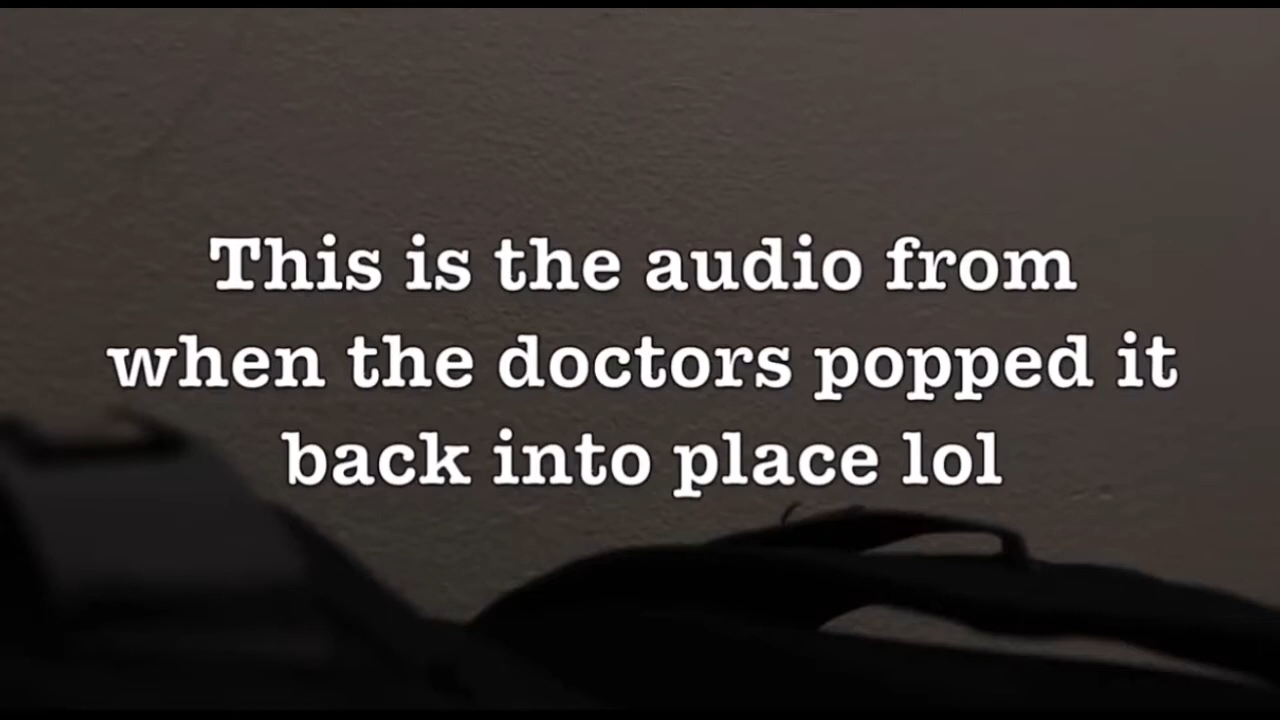 This is the audio from
when the doctors popped it
back into place lol